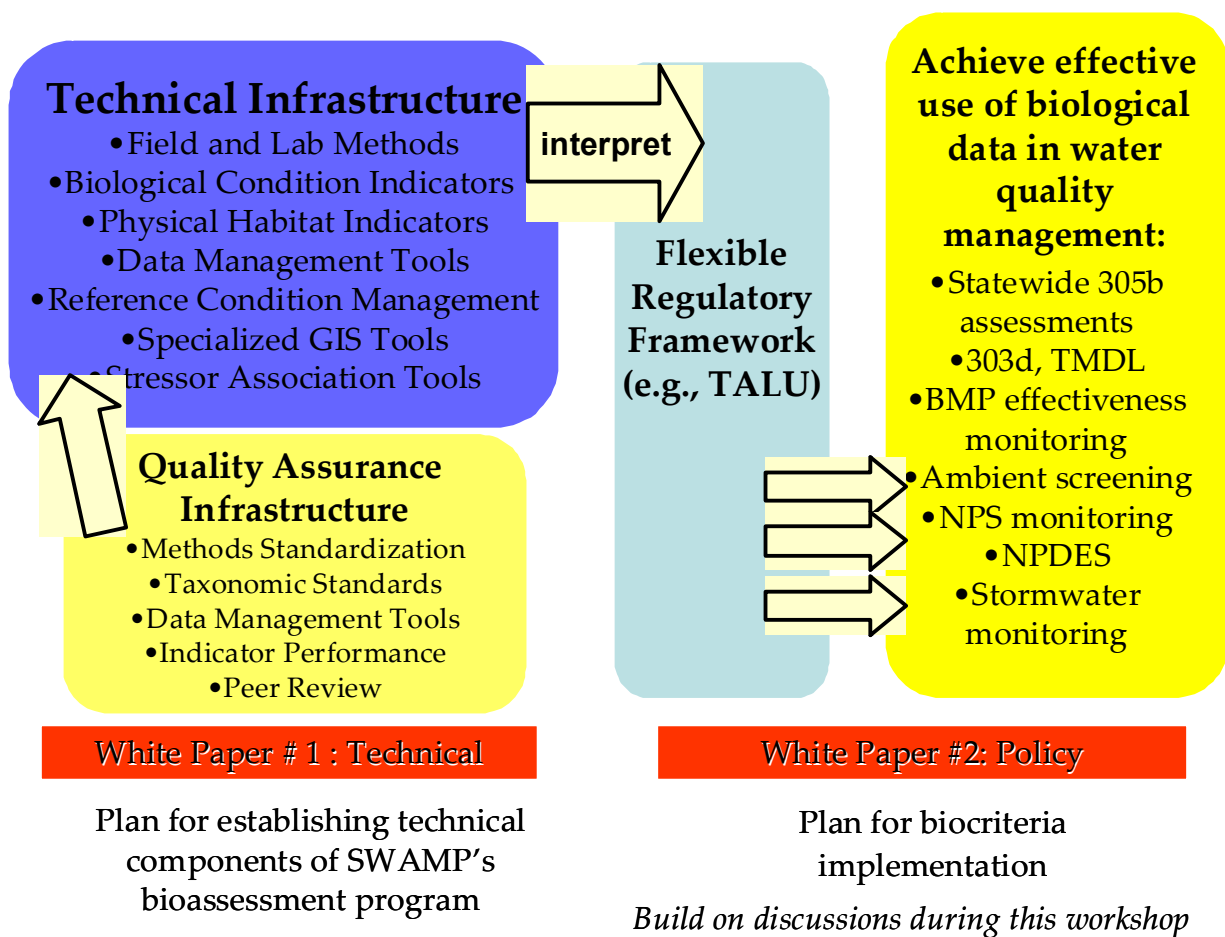 Technical Infrastructure
•Field and Lab Methods
•Biological Condition Indicators
•Physical Habitat Indicators
•Data Management Tools
•Reference Condition Management
•Specialized GIS Tools
•Stressor Association Tools
interpret
Quality Assurance
Infrastructure
•Methods Standardization
•Taxonomic Standards
•Data Management Tools
•Indicator Performance
•Peer Review
Flexible
Regulatory
Framework
(e.g., TALU)
Achieve effective
use of biological
data in water
quality
management:
•Statewide 305b
assessments
•303d, TMDL
•BMP effectiveness
monitoring
•Ambient screening
•NPS monitoring
•NPDES
•Stormwater
monitoring
White Paper # 1 : Technical
Plan for establishing technical
components of SWAMP’s
bioassessment program
White Paper #2: Policy
Plan for biocriteria
implementation
Build on discussions during this workshop